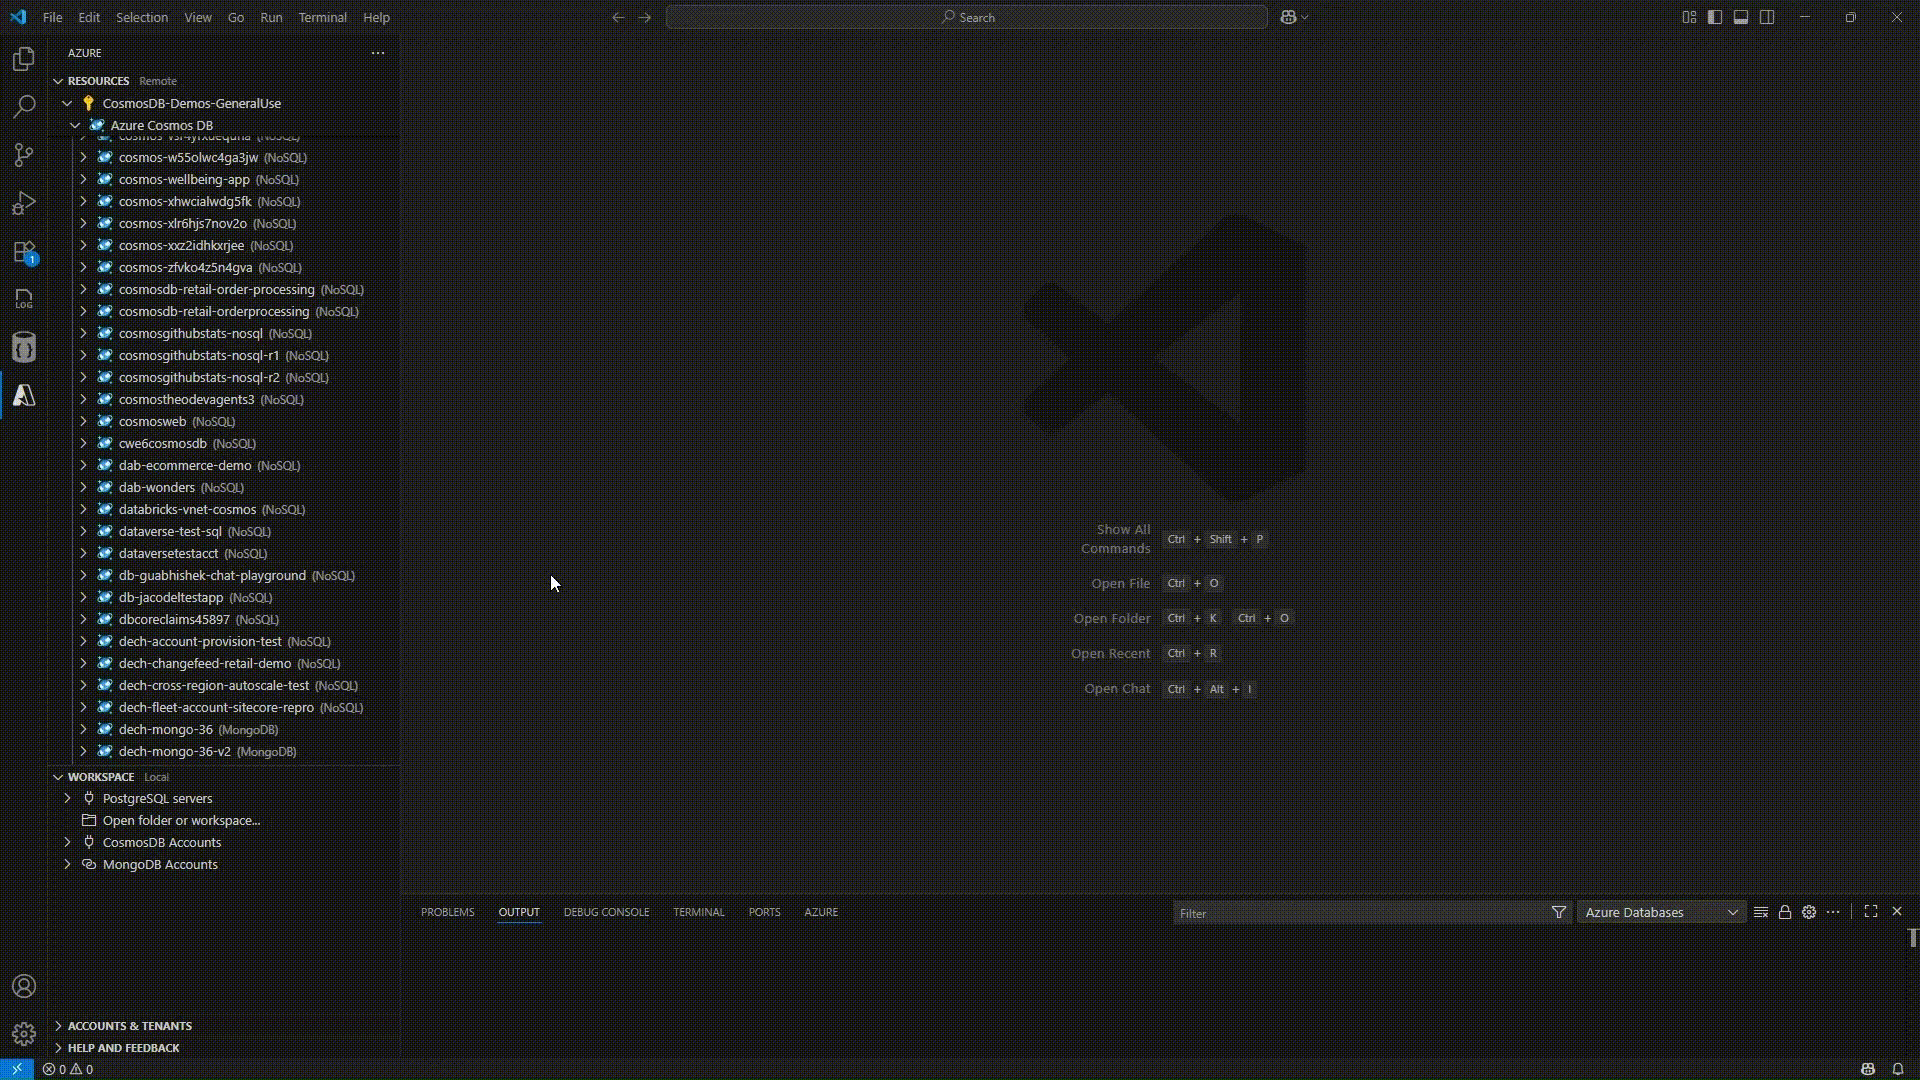 File Edit Selection View Go Run Terminal Help
Search
AZURE
RESOURCES Remote
CosmosDB-Demos-GeneralUse
Azure Cosmos DB
cosmos-w55olwc4ga3jw (NoSQL)
cosmos-wellbeing-app (NoSQL)
cosmos-xhwcialwdg5fk (NoSQL)
cosmos-xlr6hjs7nov2o (NoSQL)
cosmos-xxz2idhkxrjee (NoSQL)
cosmos-zfvko4z5n4gva (NoSQL)
cosmosdb-retail-order-processing (NoSQL)
cosmosdb-retail-orderprocessing (NoSQL)
cosmosgithubstats-nosql (NoSQL)
cosmosgithubstats-nosql-r1 (NoSQL)
cosmosgithubstats-nosql-r2 (NoSQL)
cosmostheodevagents3 (NoSQL)
cosmosweb (NoSQL)
cwe6cosmosdb (NoSQL)
dab-ecommerce-demo (NoSQL)
dab-wonders (NoSQL)
databricks-vnet-cosmos (NoSQL)
dataverse-test-sql (NoSQL)
dataversetestacct (NoSQL)
db-guabhishek-chat-playground (NoSQL)
db-jacodeltestapp (NoSQL)
dbcoreclaims45897 (NoSQL)
dech-account-provision-test (NoSQL)
dech-changefeed-retail-demo (NoSQL)
dech-cross-region-autoscale-test (NoSQL)
dech-fleet-account-sitecore-repro (NoSQL)
dech-mongo-36 (MongoDB)
dech-mongo-36-v2 (MongoDB)
1
LOG
WORKSPACE Local
PostgreSQL servers
Open folder or workspace...
CosmosDB Accounts
MongoDB Accounts
ACCOUNTS & TENANTS
HELP AND FEEDBACK
Show All
Commands Ctrl + Shift + P
Open File Ctrl + O
Open Folder Ctrl + K Ctrl + O
Open Recent Ctrl + R
Open Chat Ctrl + Alt + I
PROBLEMS OUTPUT DEBUG CONSOLE TERMINAL PORTS AZURE
Filter
Azure Databases
0 0